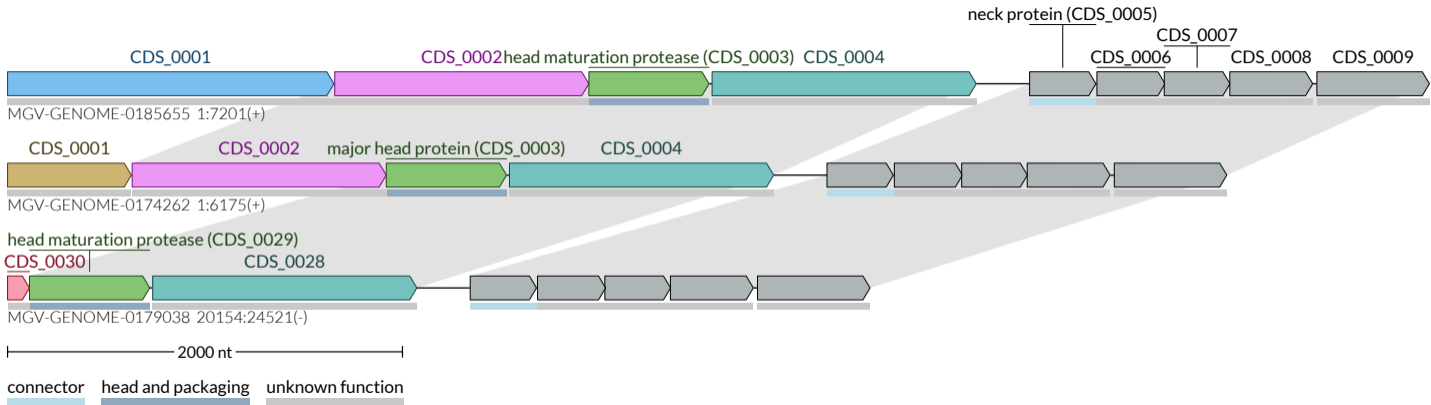 neck protein (CDS_0005)
CDS_0007
CDS_0001 CDS_0002 head maturation protease (CDS_0003) CDS_0004 CDS_0006 CDS_0008 CDS_0009
MGV-GENOME-0185655 1:7201(+)
CDS_0001 CDS_0002 major head protein (CDS_0003) CDS_0004
MGV-GENOME-0174262 1:6175(+)
head maturation protease (CDS_0029)
CDS_0030 CDS_0028
MGV-GENOME-0179038 20154:24521(-)
2000 nt
connector head and packaging unknown function